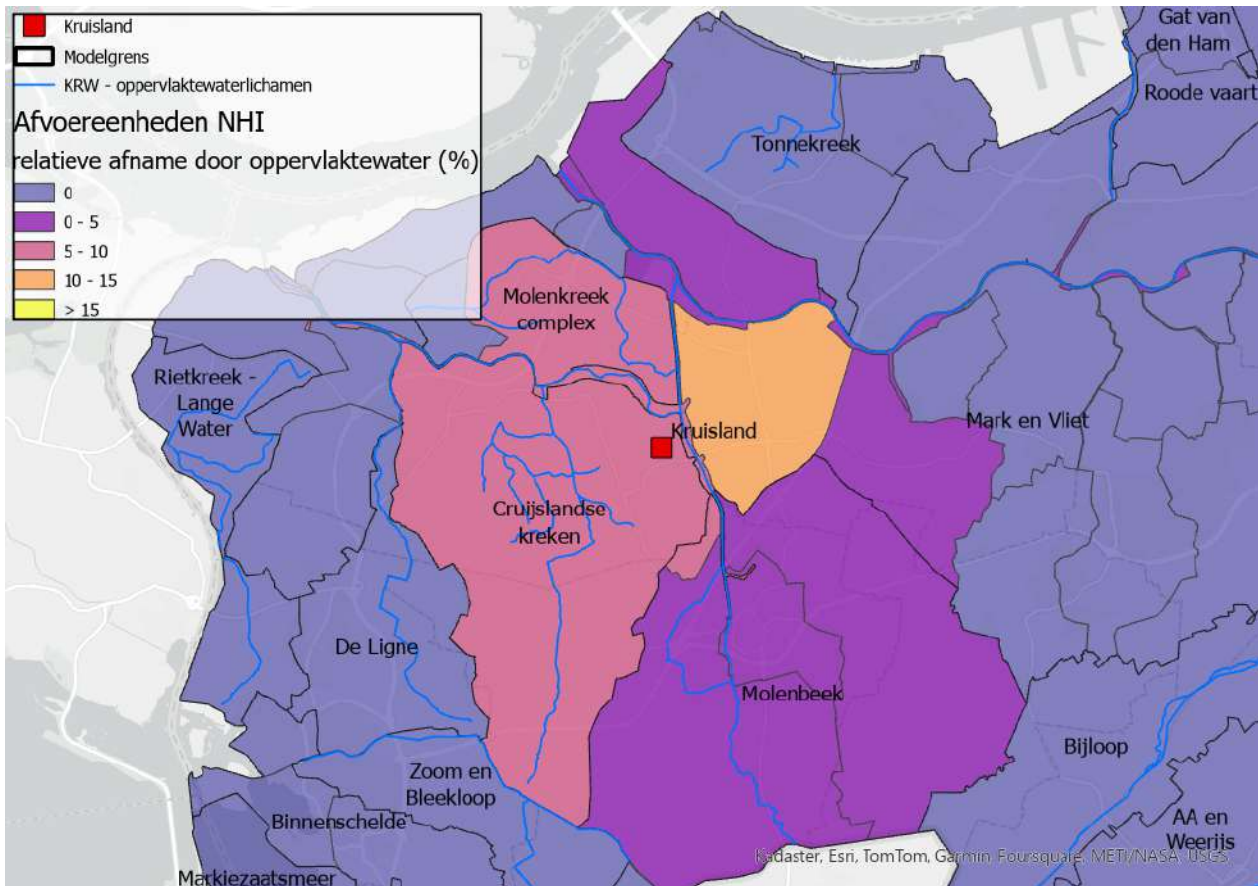 Kruisland
Modelgrens
KRW - oppervlaktewaterlichamen
Afvoereenheden NHI
relatieve afname door oppervlaktewater (%)
0
0 - 5
5 - 10
10 - 15
> 15
Gat van
den Ham
Roode vaart
Tonnekreek
Molenkreek
complex
Rietkreek -
Lange
Water
Kruisland
Mark en Vliet
Cruijslandse
kreken
De Ligne
Molenbeek
Bijloop
Zoom en
Bleekloop
Binnenschelde
AA en
Weerijs
Markiezaatsmeer
Kadaster, Esri, TomTom, Garmin, Foursquare, METI/NASA, USGS